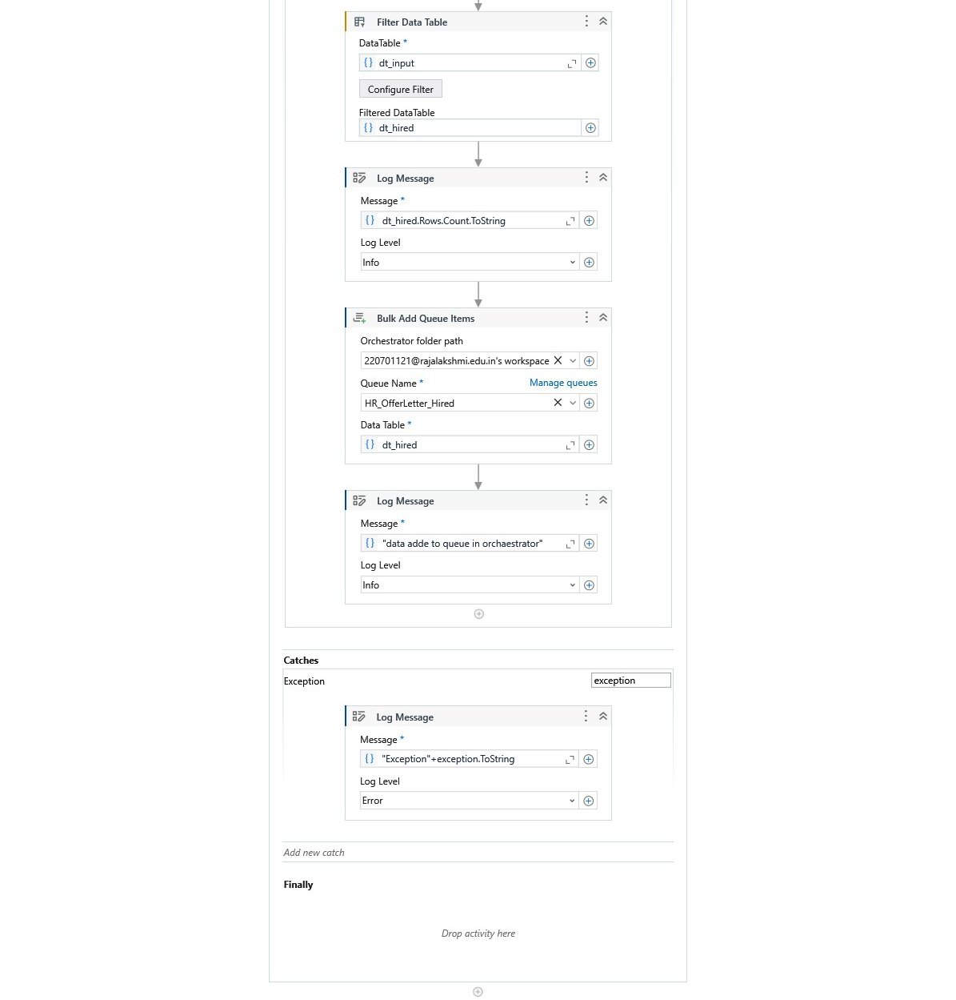 Filter Data Table
DataTable *
dt_input
Configure Filter
Filtered DataTable
dt_hired
Log Message
Message *
dt_hired.Rows.Count.ToString
Log Level
Info
Bulk Add Queue Items
Orchestrator folder path
220701121@rajalakshmi.edu.in's workspace
Queue Name * Manage queues
HR_OfferLetter_Hired
Data Table *
dt_hired
Log Message
Message *
"data adde to queue in orchaestrator"
Log Level
Info
Catches
Exception exception
Log Message
Message *
"Exception"+exception.ToString
Log Level
Error
Add new catch
Finally
Drop activity here